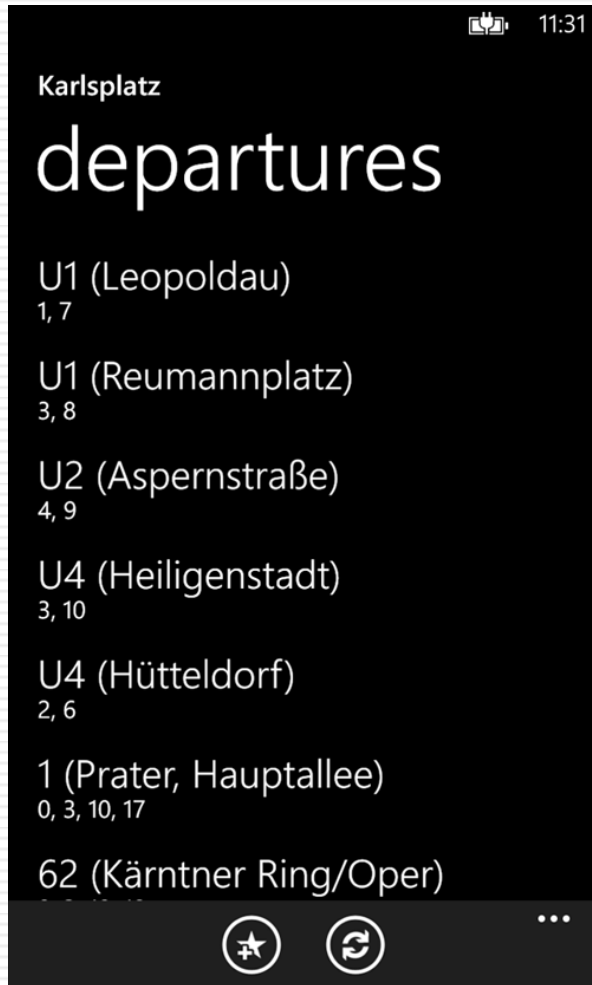 11:31
Karlsplatz
departures
U1 (Leopoldau)
1, 7
U1 (Reumannplatz)
3, 8
U2 (Aspernstraße)
4, 9
U4 (Heiligenstadt)
3, 10
U4 (Hütteldorf)
2, 6
1 (Prater, Hauptallee)
0, 3, 10, 17
62 (Kärntner Ring/Oper)